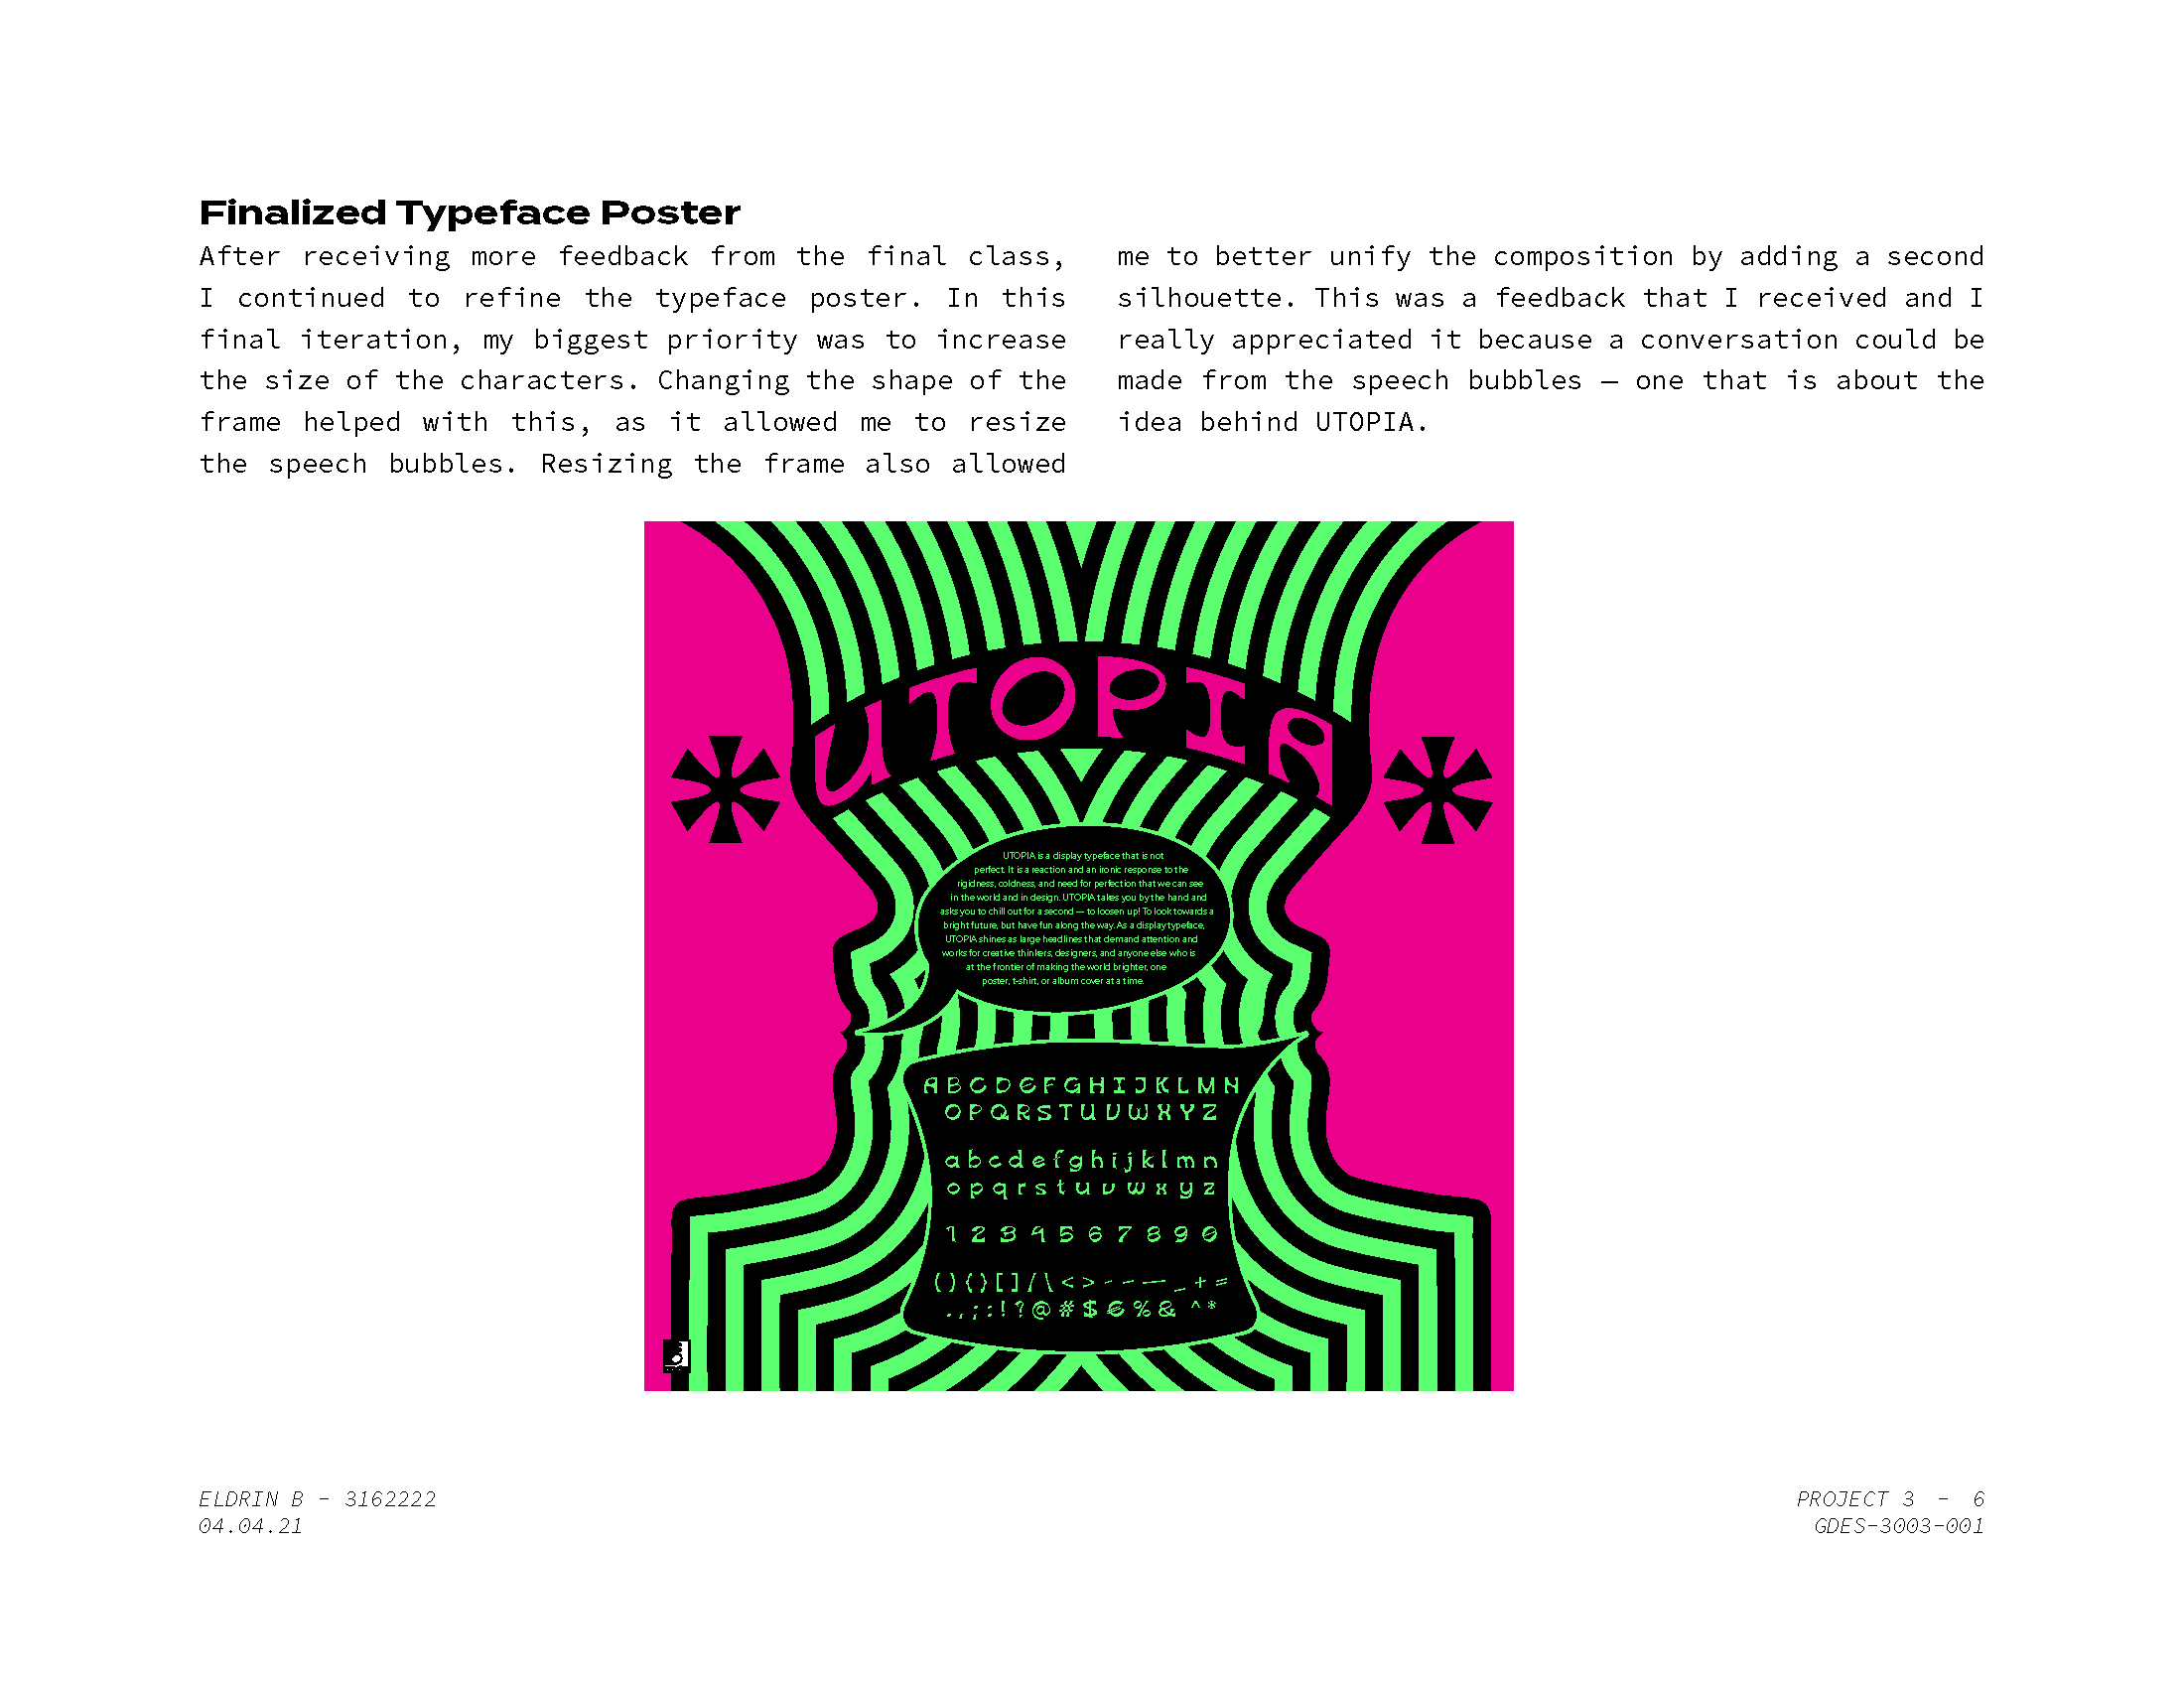 Finalized Typeface Poster
After receiving more feedback from the final class,
I continued to refine the typeface poster. In this
final iteration, my biggest priority was to increase
the size of the characters. Changing the shape of the
frame helped with this, as it allowed me to resize
the speech bubbles. Resizing the frame also allowed
me to better unify the composition by adding a second
silhouette. This was a feedback that I received and I
really appreciated it because a conversation could be
made from the speech bubbles — one that is about the
idea behind UTOPIA.
UTOPIA
UTOPIA is a display typeface that is not
perfect. It is a reaction and an ironic response to the
rigidness, coldness, and need for perfection that we can see
in the world and in design. UTOPIA takes you by the hand and
asks you to chill out for a second — to loosen up! To look towards a
bright future, but have fun along the way. As a display typeface,
UTOPIA shines as large headlines that demand attention and
works for creative thinkers, designers, and anyone else who is
at the frontier of making the world brighter, one
poster, t-shirt, or album cover at a time.
A B C D E F G H I J K L M N
O P Q R S T U V W X Y Z
a b c d e f g h i j k l m n
o p q r s t u v w x y z
1 2 3 4 5 6 7 8 9 0
( ) { } [ ] / \ < > - – — _ + =
. , ; : ! ? @ # $ € % & ^ *
ELDRIN B - 3162222
04.04.21
PROJECT 3 - 6
GDES-3003-001